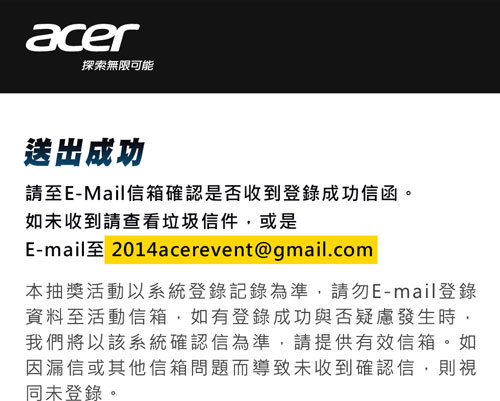 acer
探索無限可能
送出成功
請至E-Mail信箱確認是否收到登錄成功信函。
如未收到請查看垃圾信件，或是
E-mail至 2014acerevent@gmail.com
本抽獎活動以系統登錄記錄為準，請勿E-mail登錄
資料至活動信箱，如有登錄成功與否疑慮發生時，
我們將以該系統確認信為準，請提供有效信箱。如
因漏信或其他信箱問題而導致未收到確認信，則視
同未登錄。